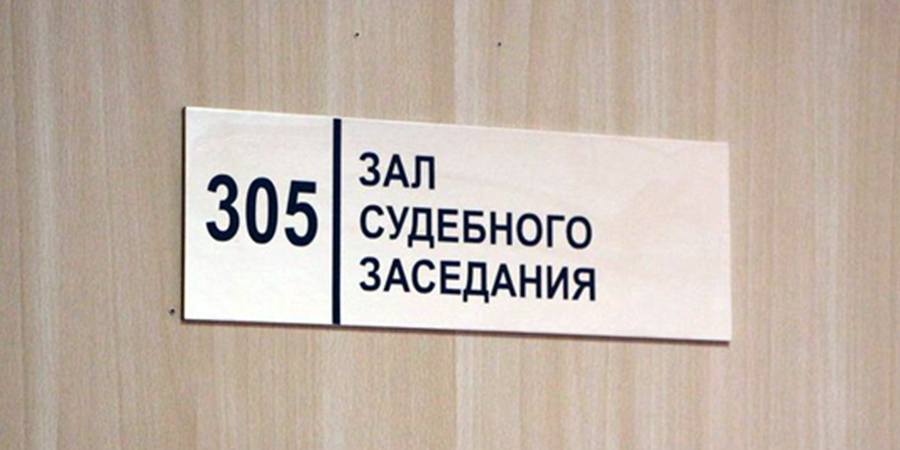 305
ЗАЛ
СУДЕБНОГО
ЗАСЕДАНИЯ